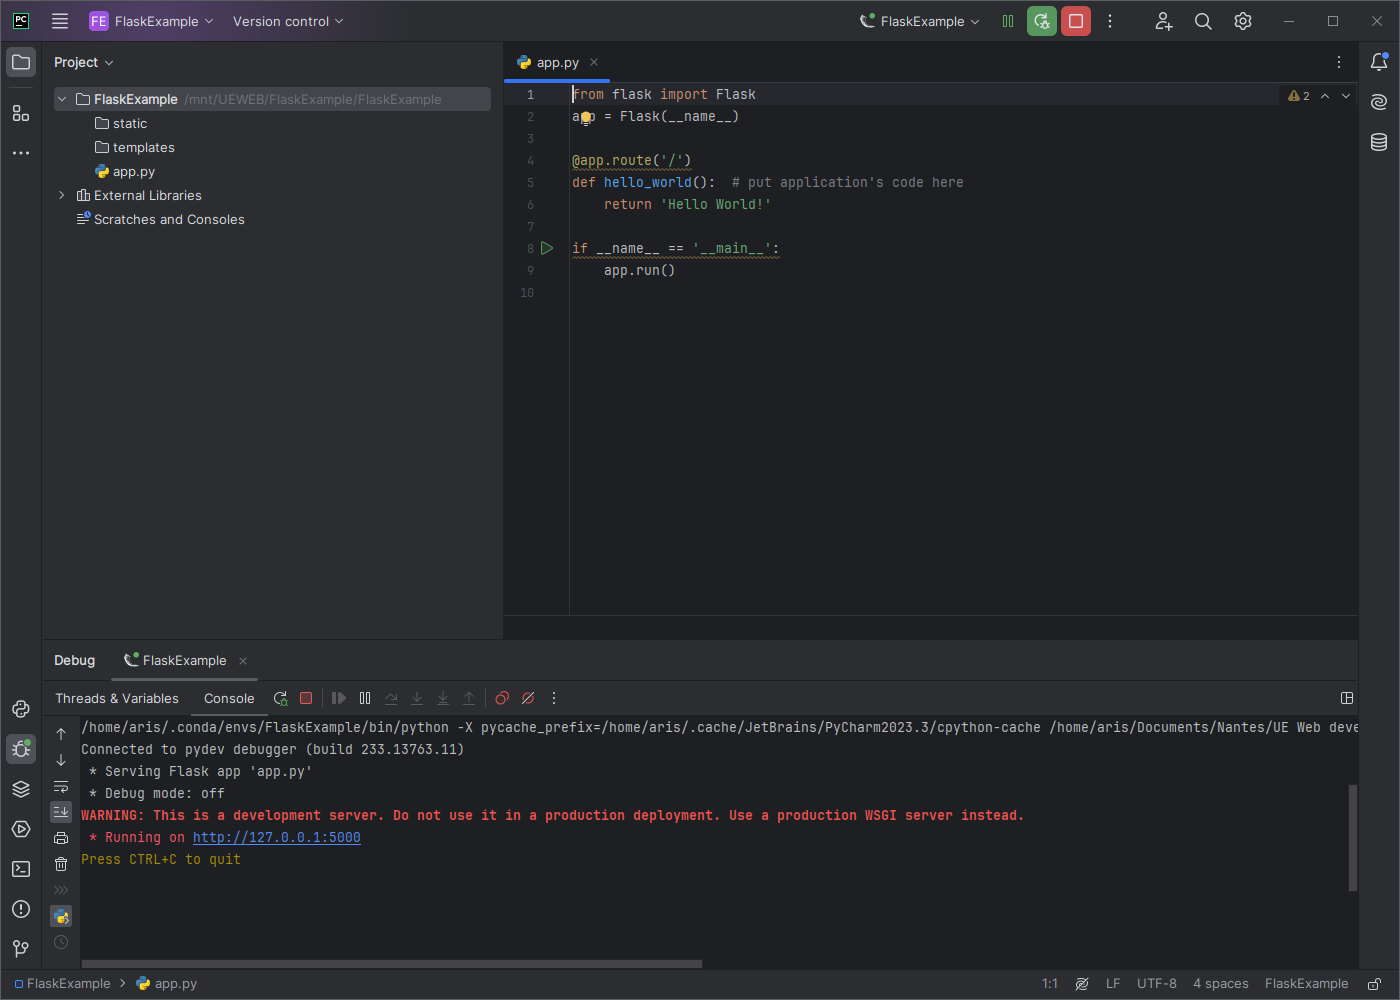 PC FE FlaskExample Version control FlaskExample
Project
app.py
FlaskExample /mnt/UEWEB/FlaskExample/FlaskExample
static
templates
app.py
External Libraries
Scratches and Consoles
2
1 from flask import Flask
2 app = Flask(__name__)
3
4 @app.route('/')
5 def hello_world():  # put application's code here
6     return 'Hello World!'
7
8 if __name__ == '__main__':
9     app.run()
10
Debug FlaskExample
Threads & Variables Console
/home/aris/.conda/envs/FlaskExample/bin/python -X pycache_prefix=/home/aris/.cache/JetBrains/PyCharm2023.3/cpython-cache /home/aris/Documents/Nantes/UE Web deve
Connected to pydev debugger (build 233.13763.11)
 * Serving Flask app 'app.py'
 * Debug mode: off
WARNING: This is a development server. Do not use it in a production deployment. Use a production WSGI server instead.
 * Running on http://127.0.0.1:5000
Press CTRL+C to quit
FlaskExample app.py 1:1 LF UTF-8 4 spaces FlaskExample